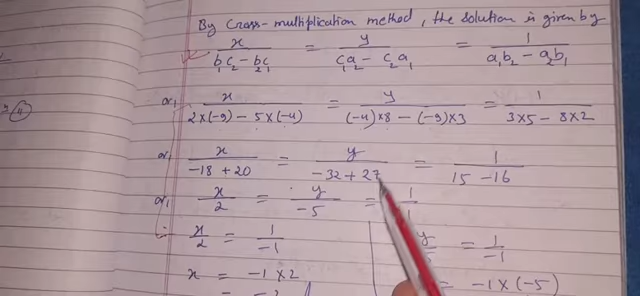 By Cross-multiplication method, the solution is given by
x/(b₁c₂ - b₂c₁) = y/(c₁a₂ - c₂a₁) = 1/(a₁b₂ - a₂b₁)
or, x/(2×(-9) - 5×(-4)) = y/((-4)×8 - (-9)×3) = 1/(3×5 - 8×2)
or, x/(-18 + 20) = y/(-32 + 27) = 1/(15 - 16)
or, x/2 = y/-5 = 1/
∴ x/2 = 1/-1
x = -1 × 2
y/ = 1/-1
= -1 × (-5)